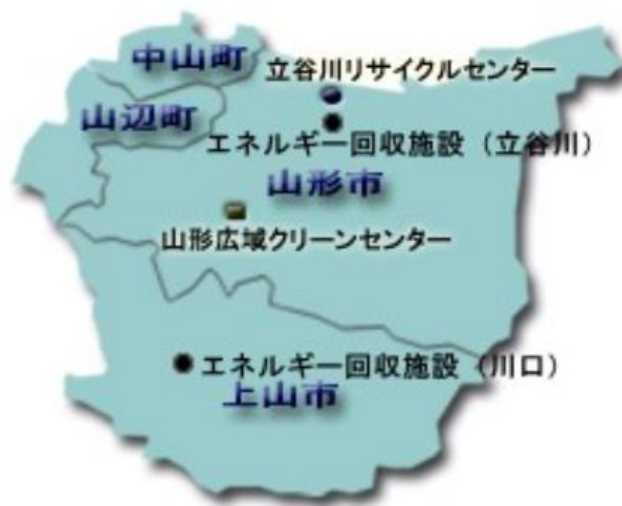 中山町
立谷川リサイクルセンター
山辺町
エネルギー回収施設（立谷川）
山形市
山形広域クリーンセンター
エネルギー回収施設（川口）
上山市